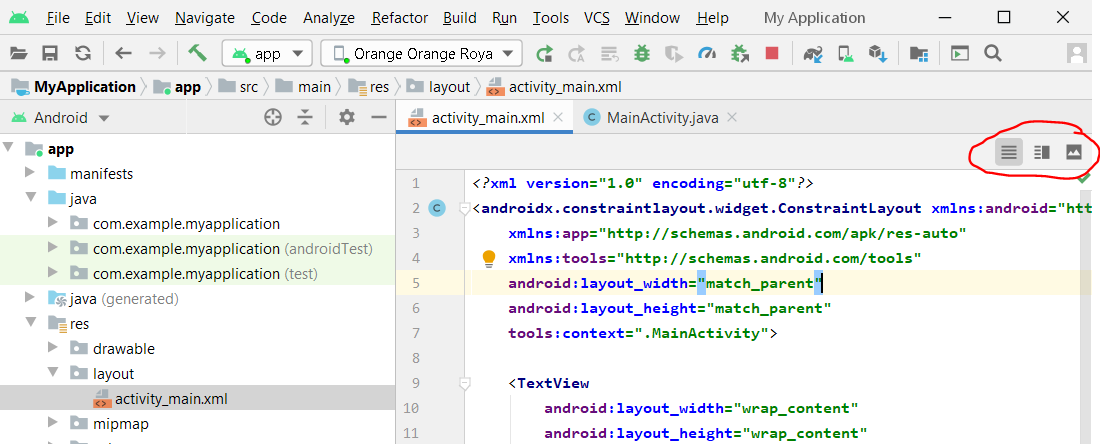 File Edit View Navigate Code Analyze Refactor Build Run Tools VCS Window Help My Application
app Orange Orange Roya
MyApplication app src main res layout activity_main.xml
Android
activity_main.xml MainActivity.java
app
manifests
java
com.example.myapplication
com.example.myapplication (androidTest)
com.example.myapplication (test)
java (generated)
res
drawable
layout
activity_main.xml
mipmap
1 <?xml version="1.0" encoding="utf-8"?>
2 C <androidx.constraintlayout.widget.ConstraintLayout xmlns:android="htt
3 xmlns:app="http://schemas.android.com/apk/res-auto"
4 xmlns:tools="http://schemas.android.com/tools"
5 android:layout_width="match_parent"
6 android:layout_height="match_parent"
7 tools:context=".MainActivity">
8
9 <TextView
10 android:layout_width="wrap_content"
11 android:layout_height="wrap_content"